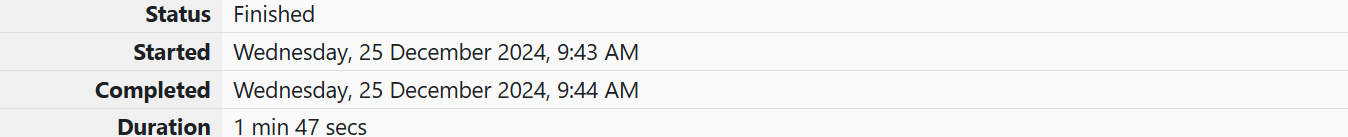 Status Finished
Started Wednesday, 25 December 2024, 9:43 AM
Completed Wednesday, 25 December 2024, 9:44 AM
Duration 1 min 47 secs